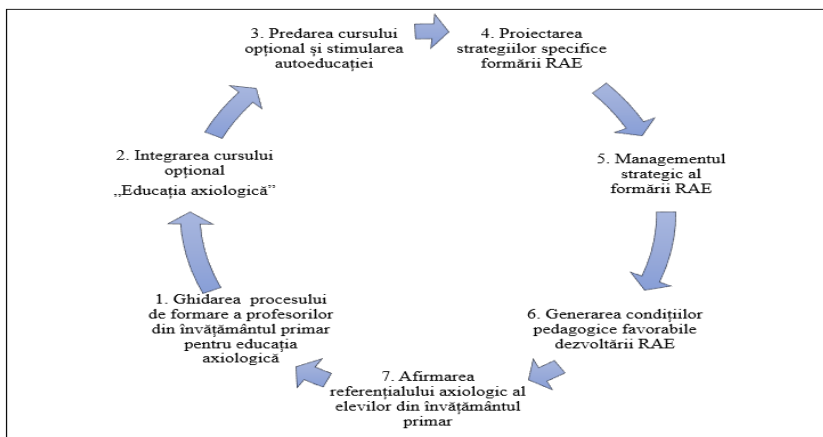 3. Predarea cursului
opțional și stimularea
autoeducației
4. Proiectarea
strategiilor specifice
formării RAE
2. Integrarea cursului
opțional
„Educația axiologică”
5. Managementul
strategic al
formării RAE
1. Ghidarea procesului
de formare a profesorilor
din învățământul primar
pentru educația
axiologică
6. Generarea condițiilor
pedagogice favorabile
dezvoltării RAE
7. Afirmarea
referențialului axiologic al
elevilor din învățământul
primar